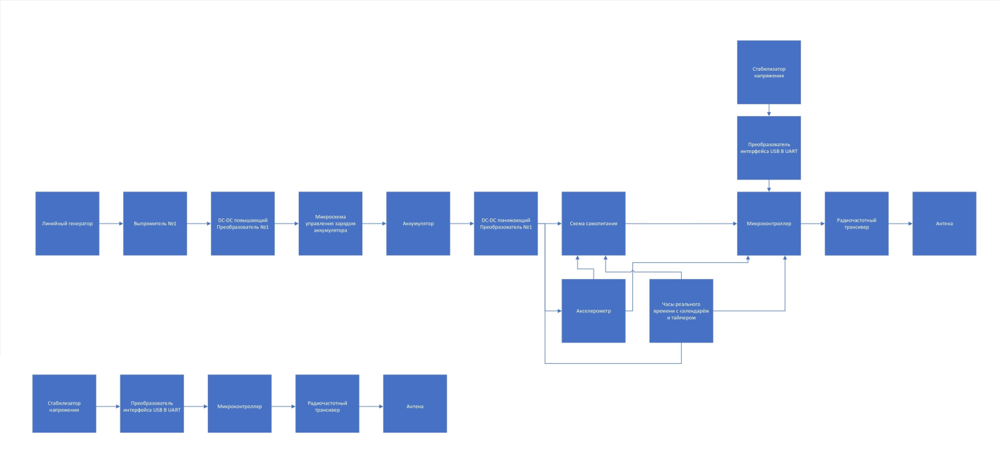 Стабилизатор
напряжения
Преобразователь
интерфейса USB В UART
Линейный генератор
Выпрямитель №1
DC-DC повышающий
Преобразователь №1
Микросхема
управления зарядом
аккумулятора
Аккумулятор
DC-DC понижающий
Преобразователь №1
Схема самопитания
Микроконтроллер
Радиочастотный
трансивер
Антена
Акселерометр
Часы реального
времени с календарём
и таймером
Стабилизатор
напряжения
Преобразователь
интерфейса USB В UART
Микроконтроллер
Радиочастотный
трансивер
Антена